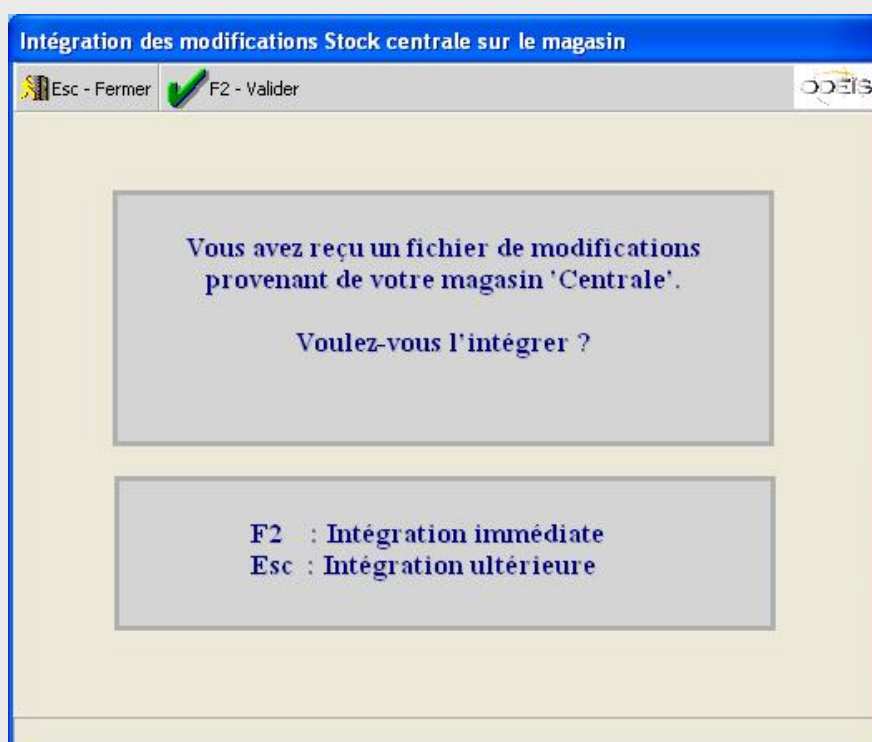 Intégration des modifications Stock centrale sur le magasin
Esc - Fermer F2 - Valider ODEÏS
Vous avez reçu un fichier de modifications
provenant de votre magasin 'Centrale'.
Voulez-vous l'intégrer ?
F2 : Intégration immédiate
Esc : Intégration ultérieure